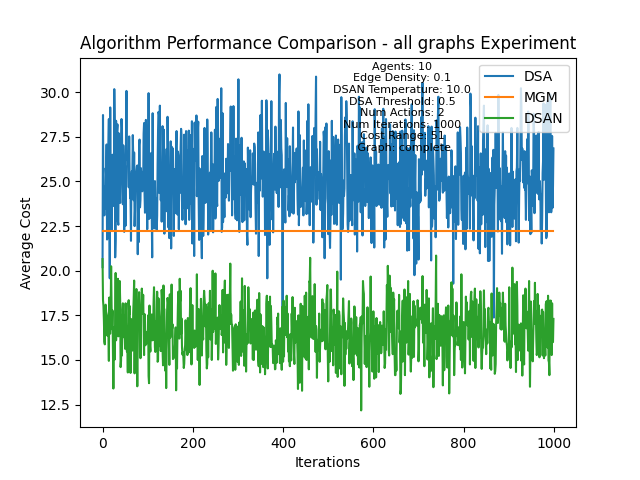 Algorithm Performance Comparison - all graphs Experiment
Agents: 10
Edge Density: 0.1
DSAN Temperature: 10.0
DSA Threshold: 0.5
Num Actions: 2
Num Iterations: 1000
Cost Range: 51
Graph: complete
DSA
MGM
DSAN
Average Cost
30.0
27.5
25.0
22.5
20.0
17.5
15.0
12.5
0
200
400
600
800
1000
Iterations